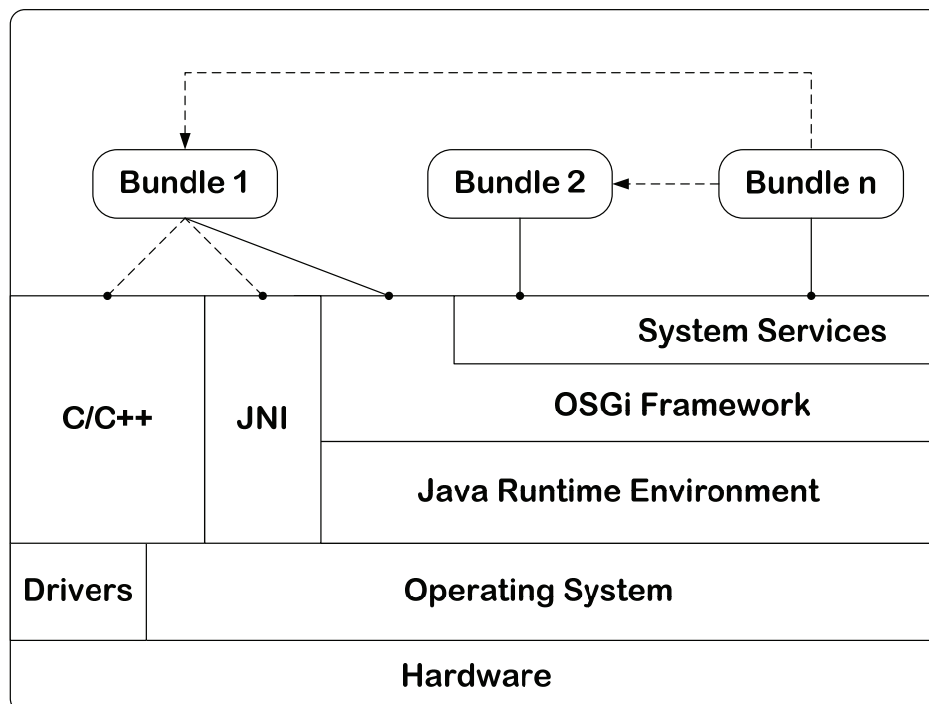 Bundle 1
Bundle 2
Bundle n
System Services
C/C++
JNI
OSGi Framework
Java Runtime Environment
Drivers
Operating System
Hardware